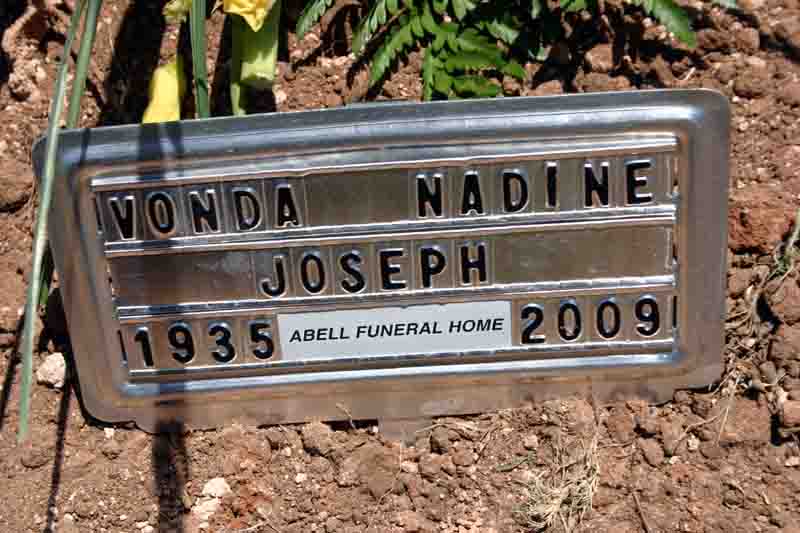 VONDA NADINE
JOSEPH
1935 ABELL FUNERAL HOME 2009